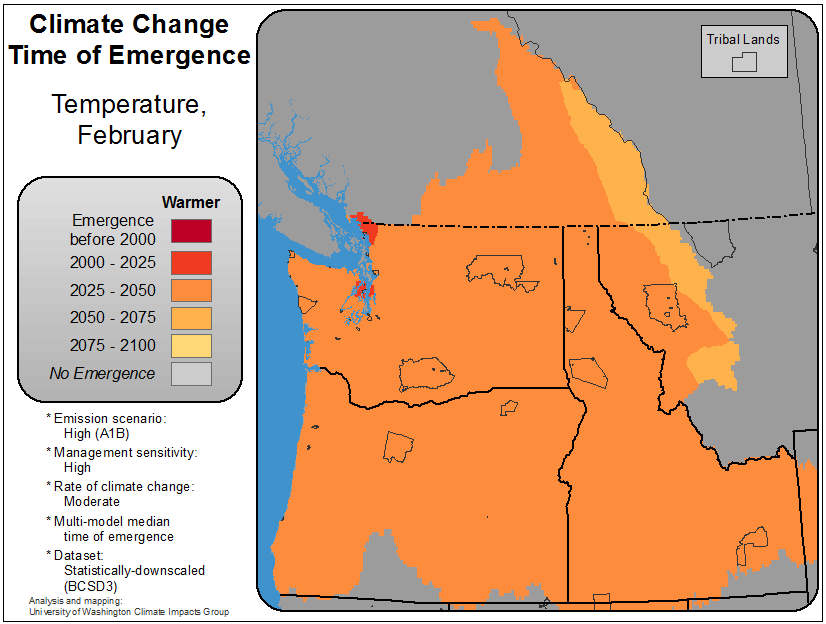 Climate Change
Time of Emergence
Temperature,
February
Warmer
Emergence
before 2000
2000 - 2025
2025 - 2050
2050 - 2075
2075 - 2100
No Emergence
* Emission scenario:
High (A1B)
* Management sensitivity:
High
* Rate of climate change:
Moderate
* Multi-model median
time of emergence
* Dataset:
Statistically-downscaled
(BCSD3)
Analysis and mapping:
University of Washington Climate Impacts Group
Tribal Lands